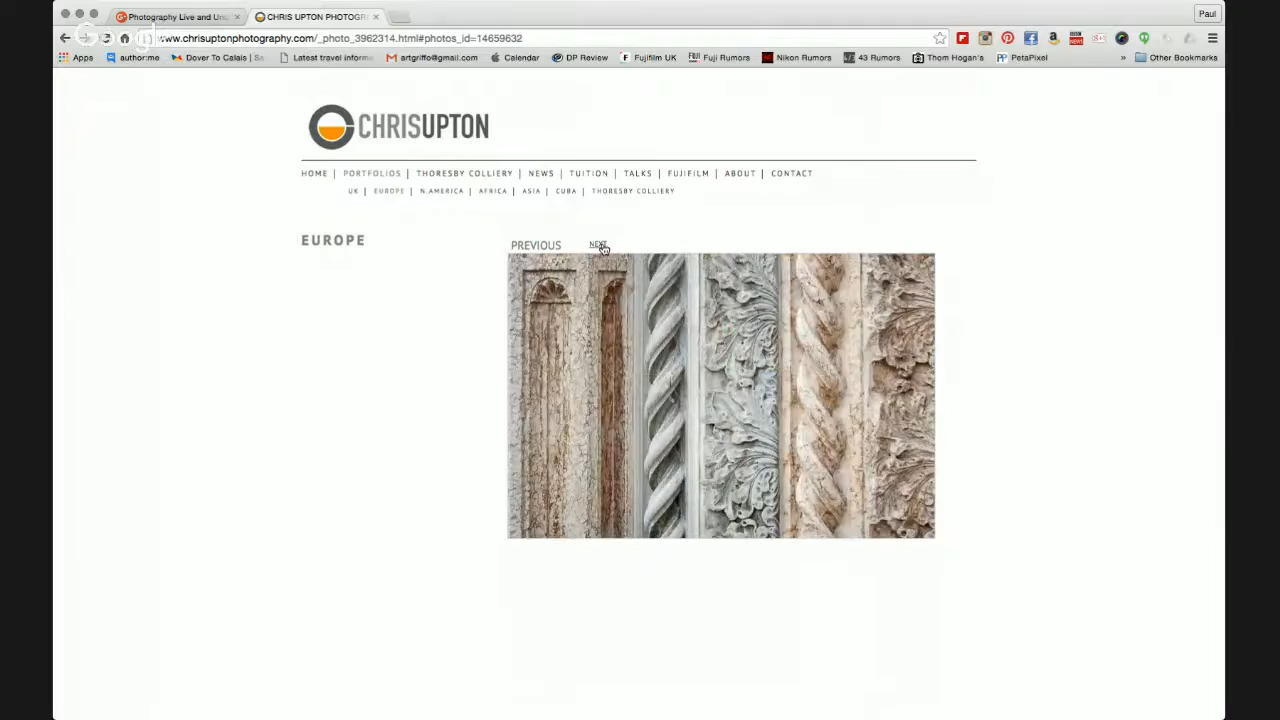 Photography Live and Un
CHRIS UPTON PHOTOGR
Paul
www.chrisuptonphotography.com/_photo_3962314.html#photos_id=14659632
Apps author:me Dover To Calais | Sa Latest travel inform artgriffo@gmail.com Calendar DP Review Fujifilm UK Fuji Rumors Nikon Rumors 43 Rumors Thom Hogan's PetaPixel » Other Bookmarks
CHRISUPTON
HOME | PORTFOLIOS | THORESBY COLLIERY | NEWS | TUITION | TALKS | FUJIFILM | ABOUT | CONTACT
UK | EUROPE | N.AMERICA | AFRICA | ASIA | CUBA | THORESBY COLLIERY
EUROPE
PREVIOUS NEXT